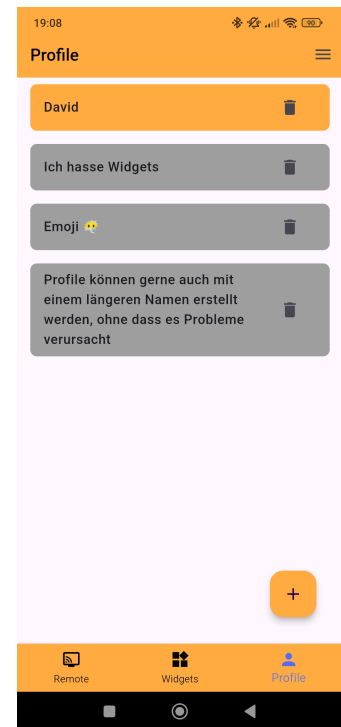 19:08
90
Profile
David
Ich hasse Widgets
Emoji 😶‍🌫️
Profile können gerne auch mit
einem längeren Namen erstellt
werden, ohne dass es Probleme
verursacht
+
Remote
Widgets
Profile